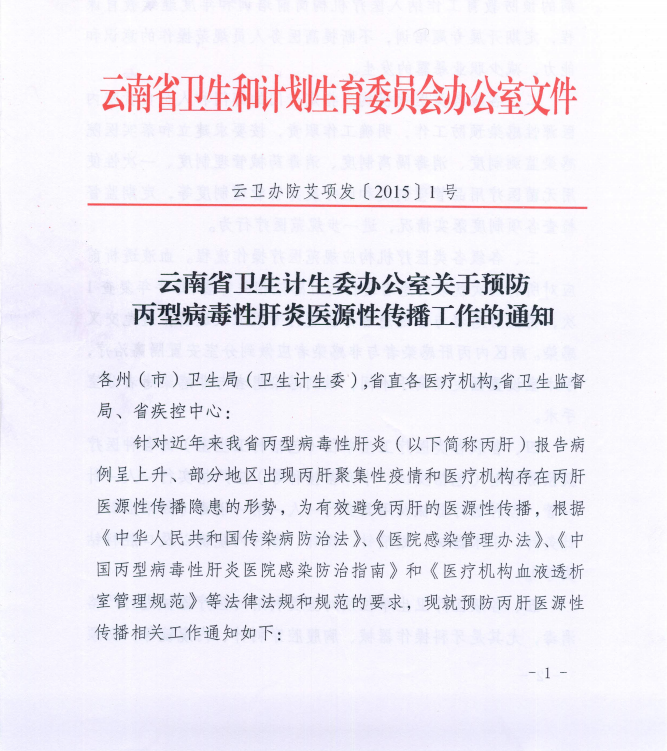 云南省卫生和计划生育委员会办公室文件
云卫办防艾项发〔2015〕1号
云南省卫生计生委办公室关于预防
丙型病毒性肝炎医源性传播工作的通知
各州（市）卫生局（卫生计生委）,省直各医疗机构,省卫生监督
局、省疾控中心：
针对近年来我省丙型病毒性肝炎（以下简称丙肝）报告病
例呈上升、部分地区出现丙肝聚集性疫情和医疗机构存在丙肝
医源性传播隐患的形势，为有效避免丙肝的医源性传播，根据
《中华人民共和国传染病防治法》、《医院感染管理办法》、《中
国丙型病毒性肝炎医院感染防治指南》和《医疗机构血液透析
室管理规范》等法律法规和规范的要求，现就预防丙肝医源性
传播相关工作通知如下：
- 1 -